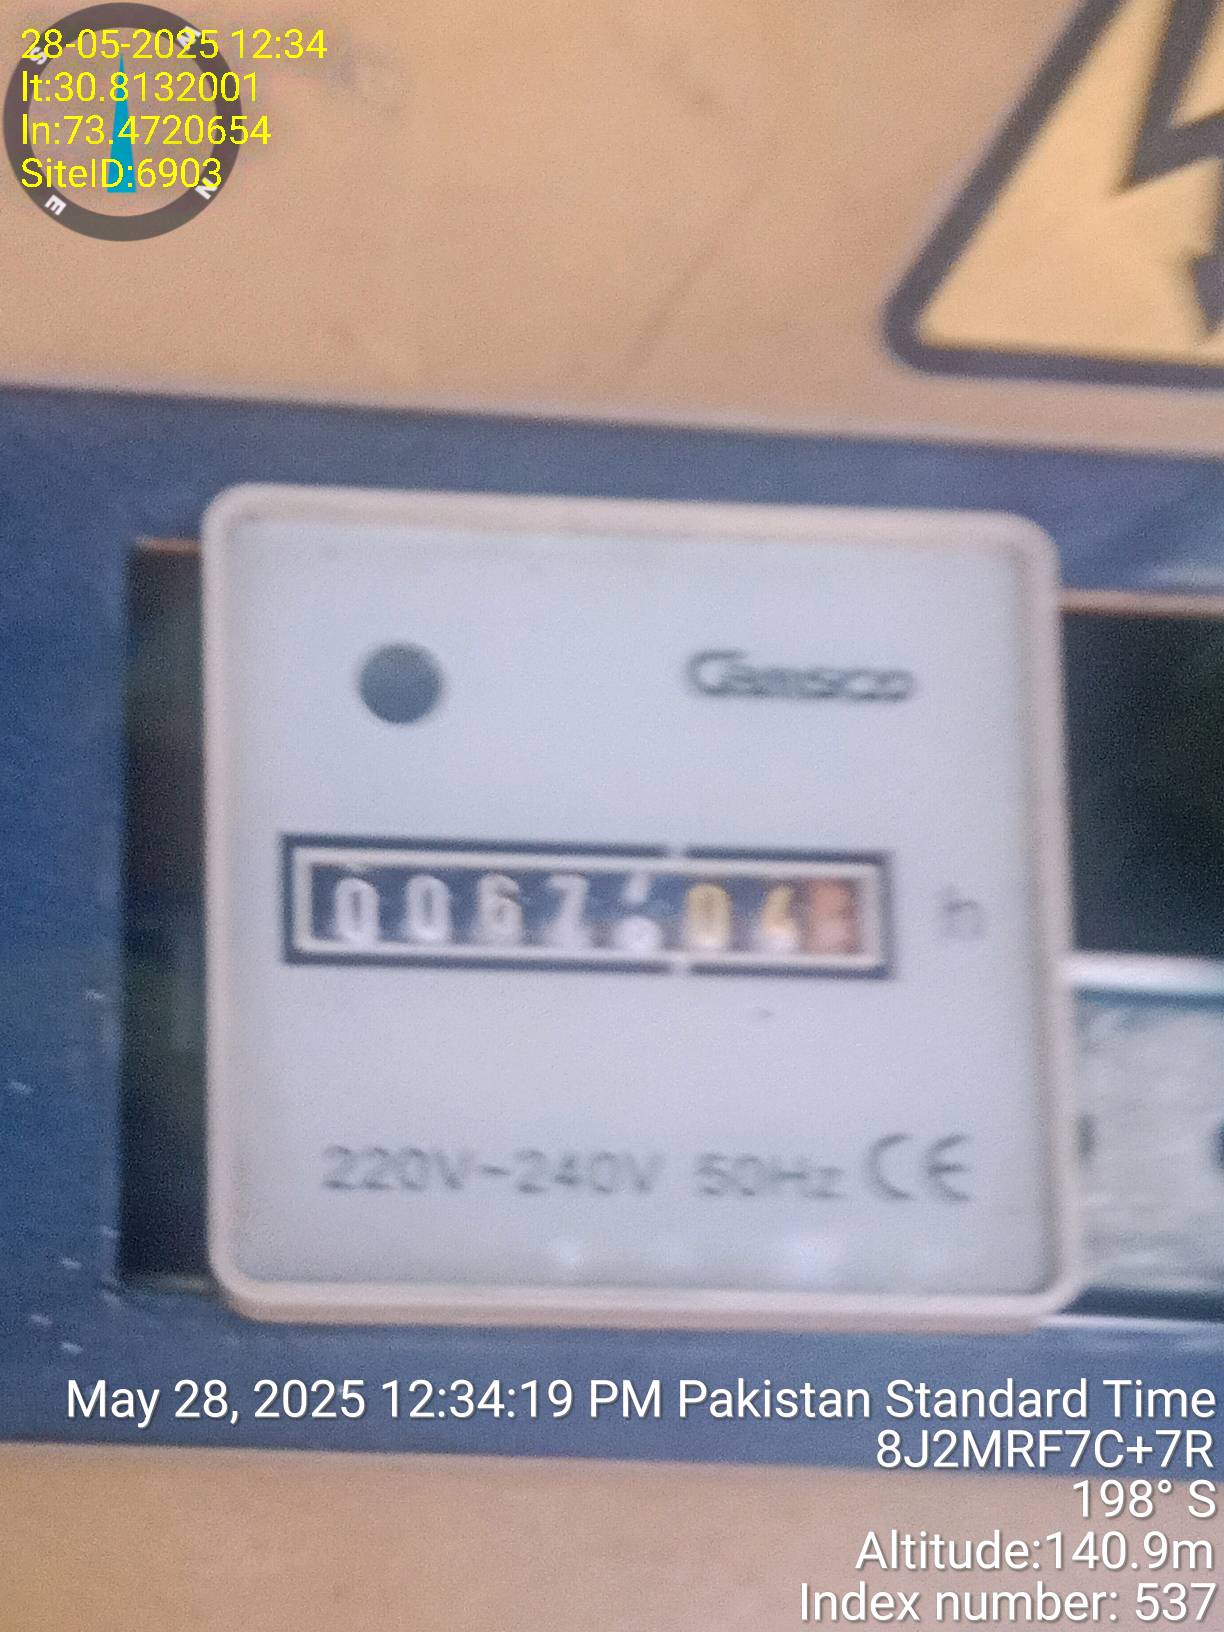 28-05-2025 12:34
lt:30.8132001
ln:73.4720654
SiteID:6903
S
W
N
E
Camsco
h
220V~240V 50Hz CE
May 28, 2025 12:34:19 PM Pakistan Standard Time
8J2MRF7C+7R
198° S
Altitude:140.9m
Index number: 537